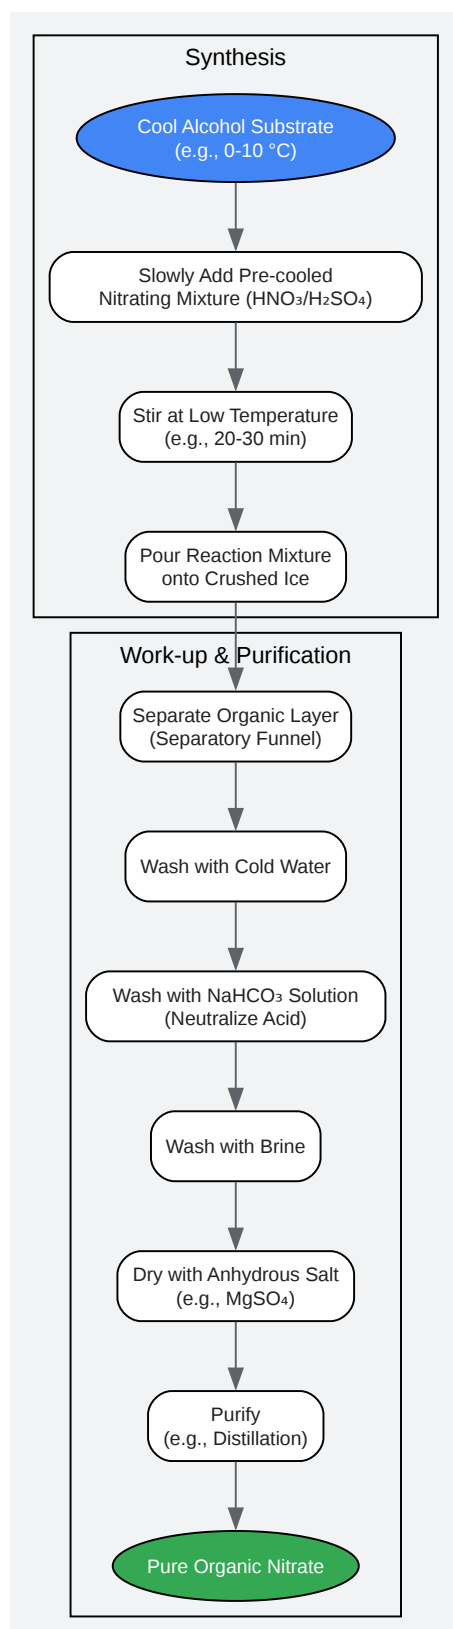 Synthesis
Cool Alcohol Substrate
(e.g., 0-10 °C)
Slowly Add Pre-cooled
Nitrating Mixture (HNO₃/H₂SO₄)
Stir at Low Temperature
(e.g., 20-30 min)
Pour Reaction Mixture
onto Crushed Ice
Work-up & Purification
Separate Organic Layer
(Separatory Funnel)
Wash with Cold Water
Wash with NaHCO₃ Solution
(Neutralize Acid)
Wash with Brine
Dry with Anhydrous Salt
(e.g., MgSO₄)
Purify
(e.g., Distillation)
Pure Organic Nitrate